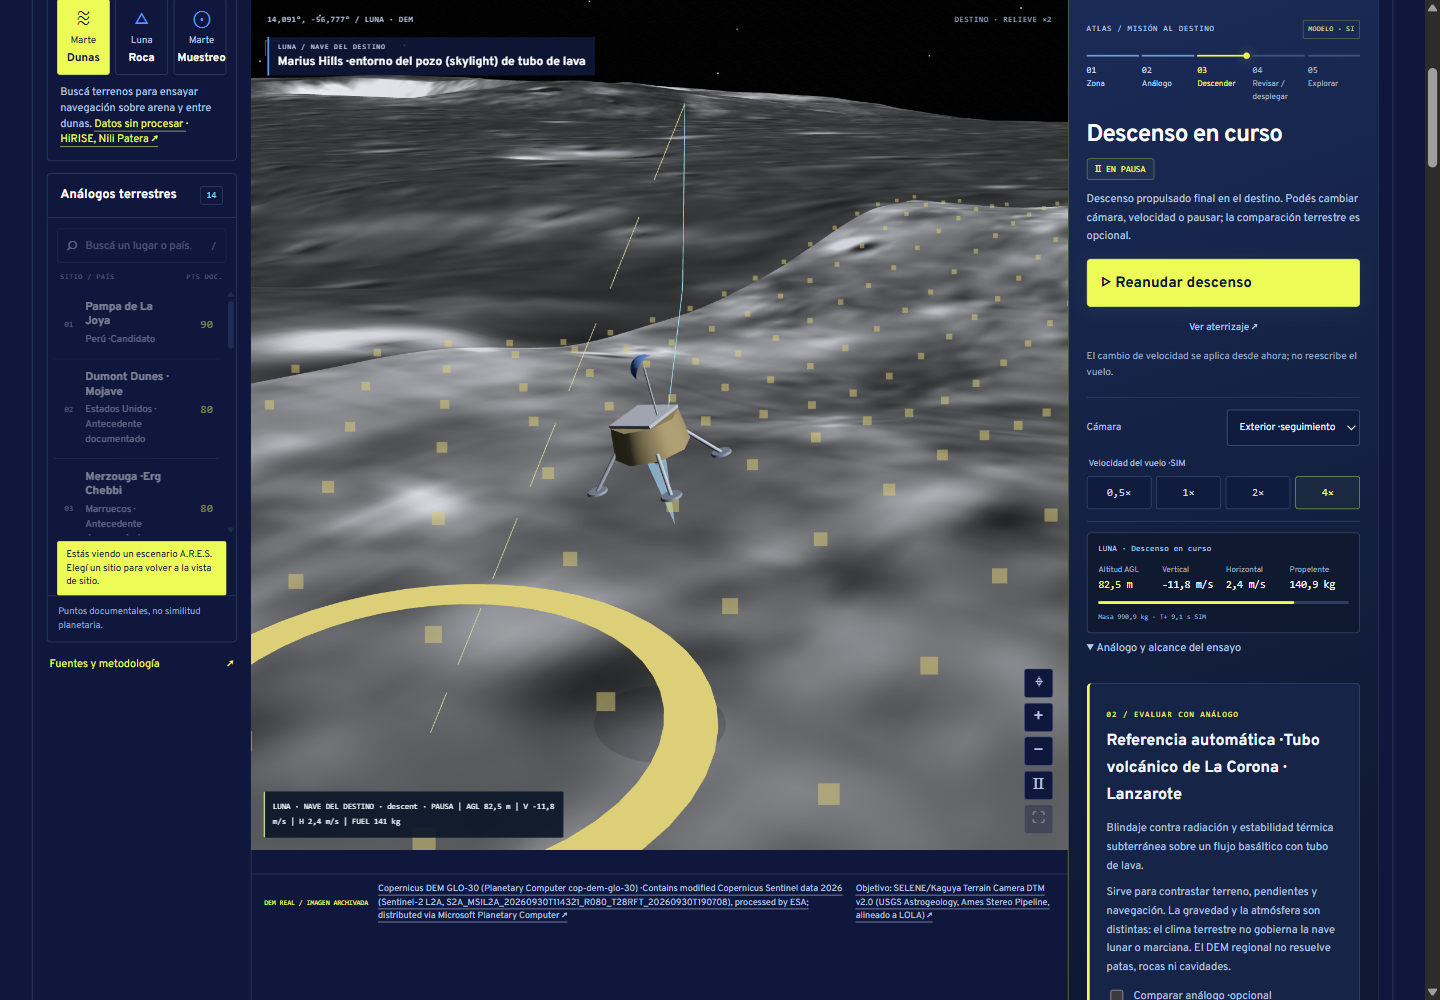 Marte
Dunas
Luna
Roca
Marte
Muestreo
Buscá terrenos para ensayar
navegación sobre arena y entre
dunas. Datos sin procesar ·
HiRISE, Nili Patera ↗
Análogos terrestres
14
Buscá un lugar o país.
/
SITIO / PAÍS
PTS DOC.
01
Pampa de La
Joya
Perú ·Candidato
90
02
Dumont Dunes ·
Mojave
Estados Unidos ·
Antecedente
documentado
80
03
Merzouga ·Erg
Chebbi
Marruecos ·
Antecedente
80
Estás viendo un escenario A.R.E.S.
Elegí un sitio para volver a la vista
de sitio.
Puntos documentales, no similitud
planetaria.
Fuentes y metodología ↗
14,091°, -56,777° / LUNA · DEM
DESTINO · RELIEVE ×2
LUNA / NAVE DEL DESTINO
Marius Hills ·entorno del pozo (skylight) de tubo de lava
+
−
LUNA · NAVE DEL DESTINO · descent · PAUSA | AGL 82,5 m | V -11,8
m/s | H 2,4 m/s | FUEL 141 kg
DEM REAL / IMAGEN ARCHIVADA
Copernicus DEM GLO-30 (Planetary Computer cop-dem-glo-30) ·Contains modified Copernicus Sentinel data 2026
(Sentinel-2 L2A, S2A_MSIL2A_20260930T114321_R080_T28RFT_20260930T190708), processed by ESA;
distributed via Microsoft Planetary Computer ↗
Objetivo: SELENE/Kaguya Terrain Camera DTM
v2.0 (USGS Astrogeology, Ames Stereo Pipeline,
alineado a LOLA) ↗
ATLAS / MISIÓN AL DESTINO
MODELO · SI
01
Zona
02
Análogo
03
Descender
04
Revisar /
desplegar
05
Explorar
Descenso en curso
EN PAUSA
Descenso propulsado final en el destino. Podés cambiar
cámara, velocidad o pausar; la comparación terrestre es
opcional.
Reanudar descenso
Ver aterrizaje ↗
El cambio de velocidad se aplica desde ahora; no reescribe el
vuelo.
Cámara
Exterior ·seguimiento
Velocidad del vuelo ·SIM
0,5×
1×
2×
4×
LUNA · Descenso en curso
Altitud AGL
Vertical
Horizontal
Propelente
82,5 m
-11,8 m/s
2,4 m/s
140,9 kg
Masa 990,9 kg · T+ 9,1 s SIM
▼ Análogo y alcance del ensayo
02 / EVALUAR CON ANÁLOGO
Referencia automática ·Tubo
volcánico de La Corona ·
Lanzarote
Blindaje contra radiación y estabilidad térmica
subterránea sobre un flujo basáltico con tubo
de lava.
Sirve para contrastar terreno, pendientes y
navegación. La gravedad y la atmósfera son
distintas: el clima terrestre no gobierna la nave
lunar o marciana. El DEM regional no resuelve
patas, rocas ni cavidades.
Comparar análogo ·opcional